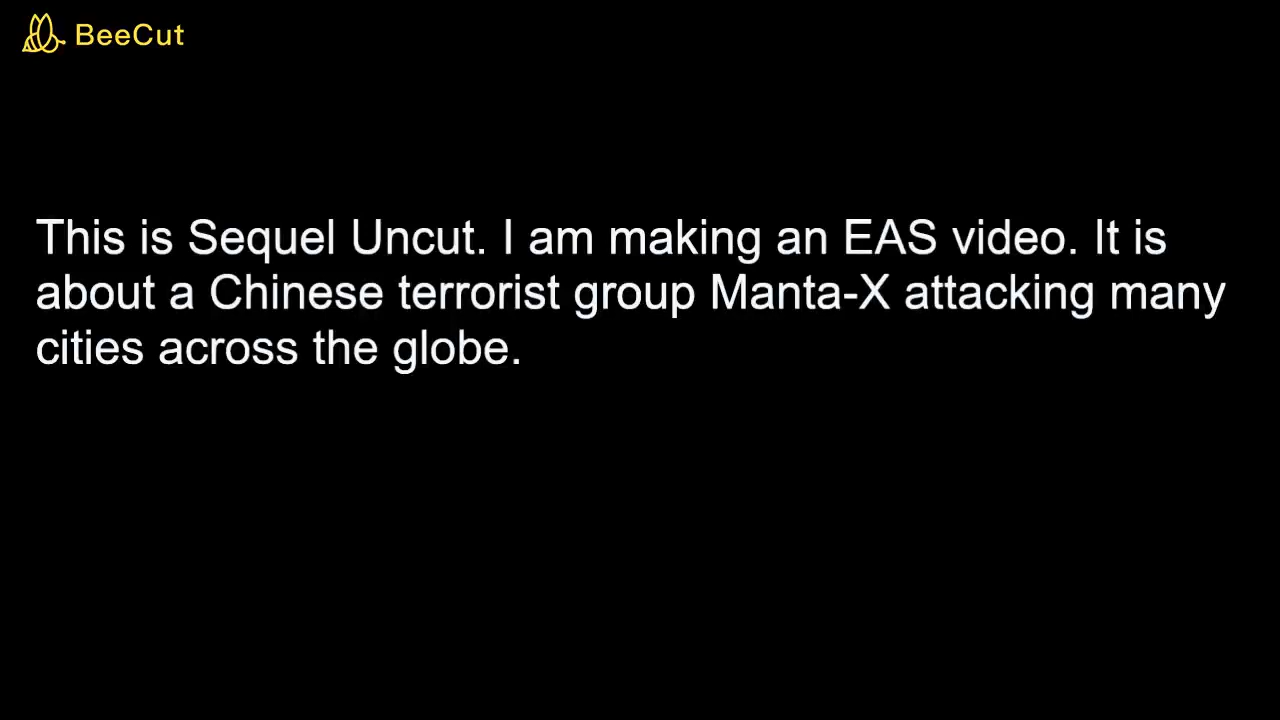 BeeCut
This is Sequel Uncut. I am making an EAS video. It is
about a Chinese terrorist group Manta-X attacking many
cities across the globe.